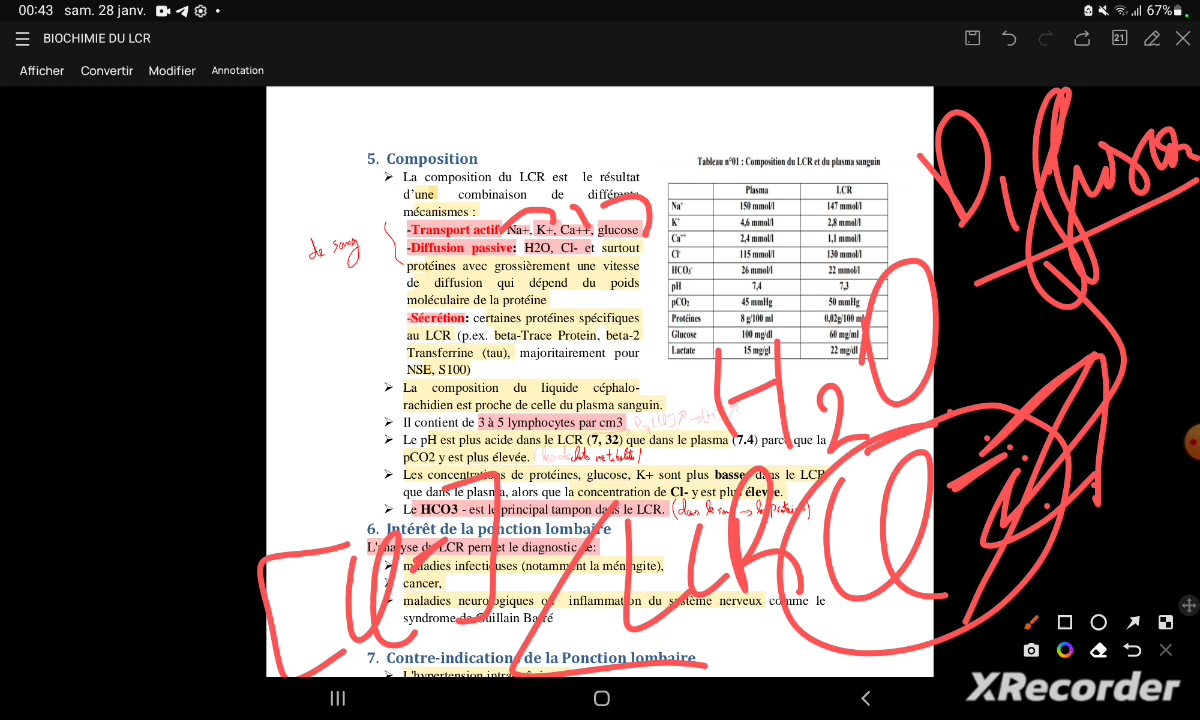 00:43 sam. 28 janv. 67%
BIOCHIMIE DU LCR
21
Afficher Convertir Modifier Annotation
5. Composition
➤ La composition du LCR est le résultat
d'une combinaison de différents
mécanismes :
-Transport actif: Na+, K+, Ca++, glucose
-Diffusion passive: H2O, Cl- et surtout
protéines avec grossièrement une vitesse
de diffusion qui dépend du poids
moléculaire de la protéine
-Sécrétion: certaines protéines spécifiques
au LCR (p.ex. beta-Trace Protein, beta-2
Transferrine (tau), majoritairement pour
NSE, S100)
de sang
Tableau n°01 : Composition du LCR et du plasma sanguin
Plasma LCR
Na⁺ 150 mmol/l 147 mmol/l
K⁺ 4,6 mmol/l 2,8 mmol/l
Ca⁺⁺ 2,4 mmol/l 1,1 mmol/l
Cl⁻ 115 mmol/l 130 mmol/l
HCO₃⁻ 26 mmol/l 22 mmol/l
pH 7,4 7,3
pCO₂ 45 mmHg 50 mmHg
Protéines 8 g/100 ml 0,02g/100 ml
Glucose 100 mg/dl 60 mg/ml
Lactate 15 mg/gl 22 mg/dl
➤ La composition du liquide céphalo-
rachidien est proche de celle du plasma sanguin.
➤ Il contient de 3 à 5 lymphocytes par cm3
➤ Le pH est plus acide dans le LCR (7, 32) que dans le plasma (7.4) parce que la
pCO2 y est plus élevée.
➤ Les concentrations de protéines, glucose, K+ sont plus basses dans le LCR
que dans le plasma, alors que la concentration de Cl- y est plus élevée.
➤ Le HCO3 - est le principal tampon dans le LCR. (dans le sang → les protéines)
6. Intérêt de la ponction lombaire
L'analyse du LCR permet le diagnostic de:
➤ maladies infectieuses (notamment la méningite),
➤ cancer,
➤ maladies neurologiques ou inflammation du système nerveux comme le
syndrome de Guillain Barré
7. Contre-indication de la Ponction lombaire
Diffusion
H2O
[Cl-] / LCR
Cl
XRecorder